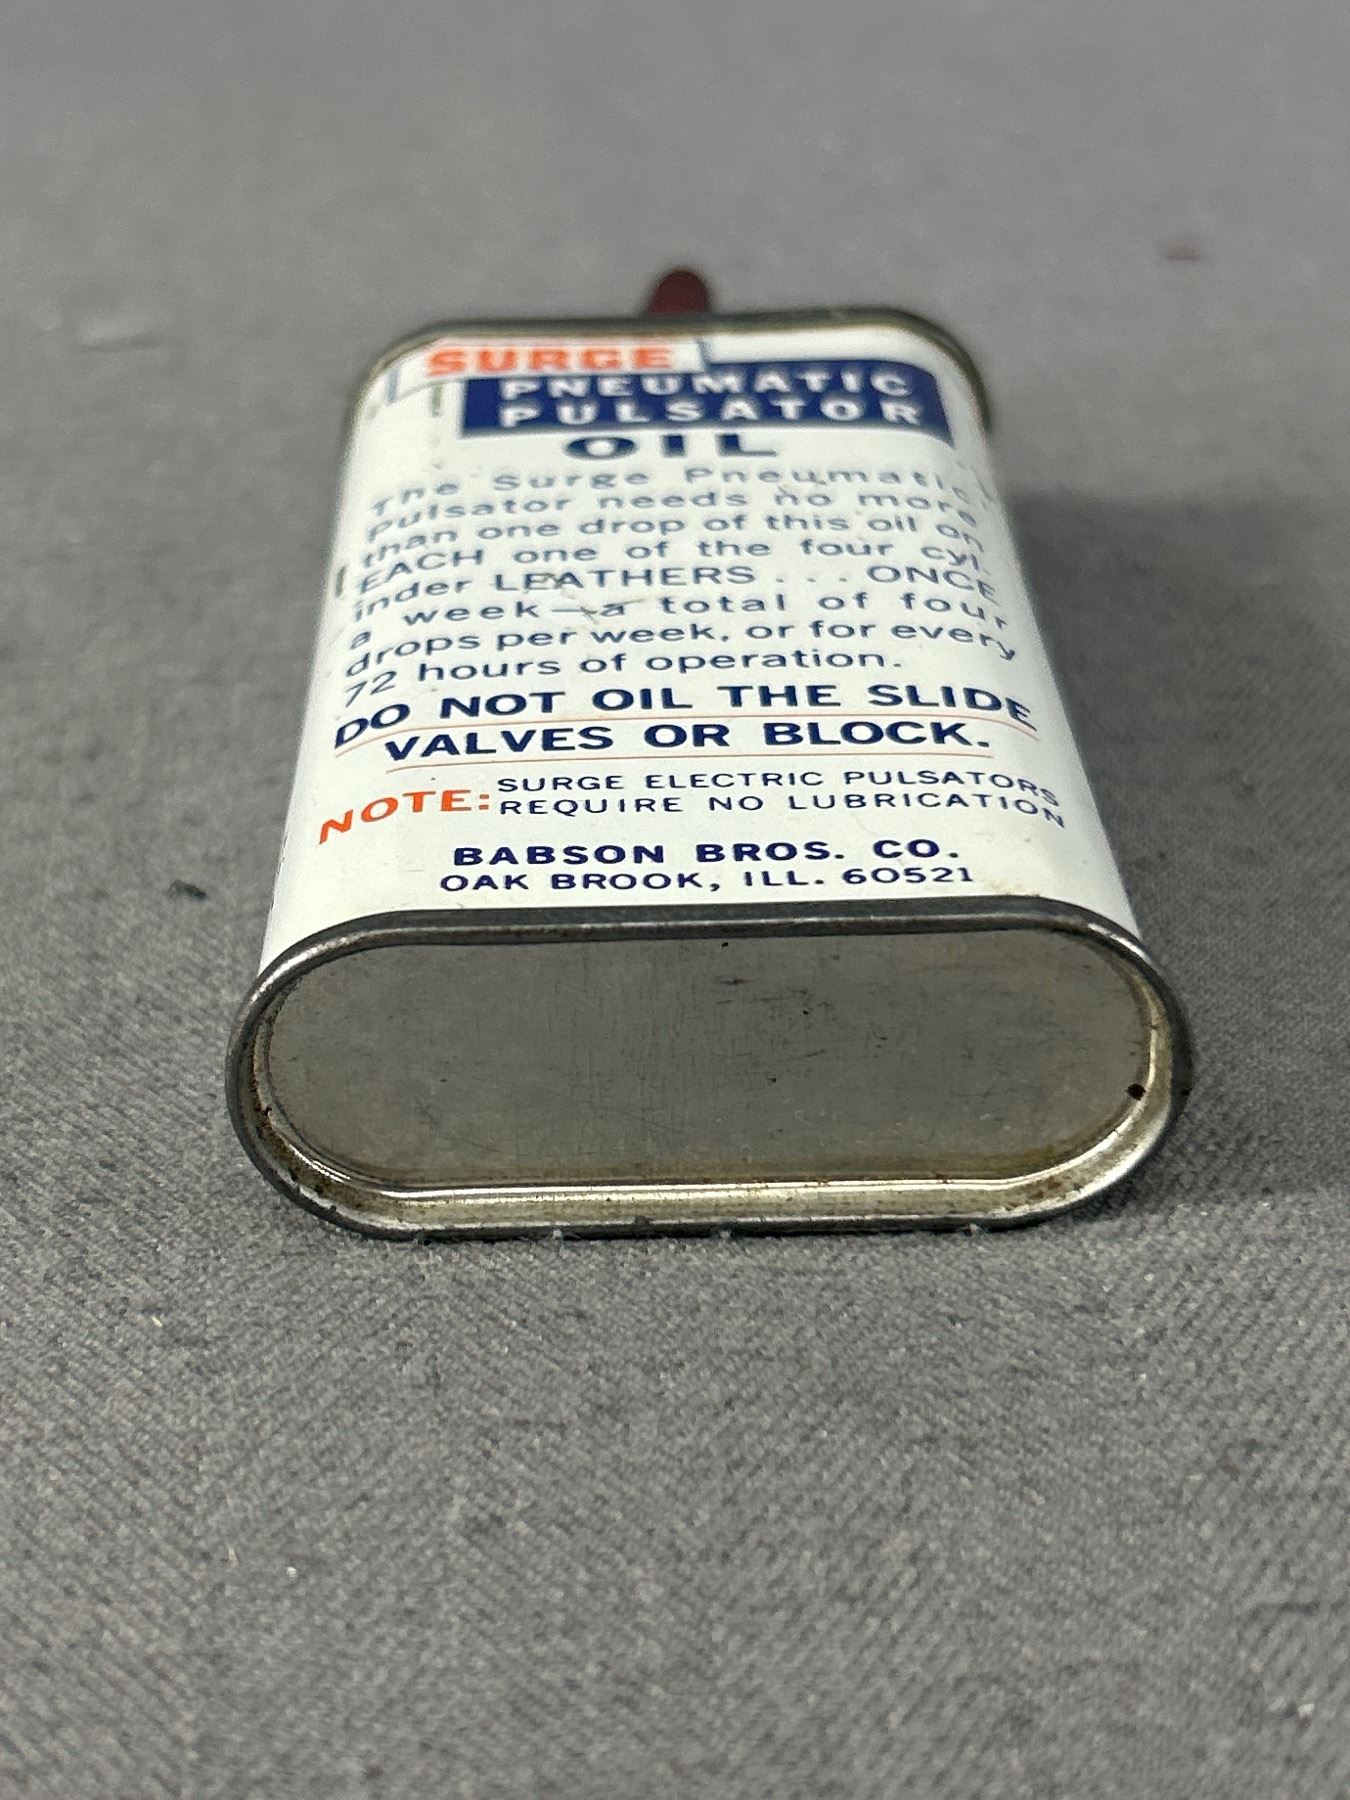 SURGE
PNEUMATIC
PULSATOR
OIL
The Surge Pneumatic
Pulsator needs no more
than one drop of this oil on
EACH one of the four cyl-
inder LEATHERS . . . ONCE
a week—a total of four
drops per week, or for every
72 hours of operation.
DO NOT OIL THE SLIDE
VALVES OR BLOCK.
NOTE: SURGE ELECTRIC PULSATORS
REQUIRE NO LUBRICATION
BABSON BROS. CO.
OAK BROOK, ILL. 60521